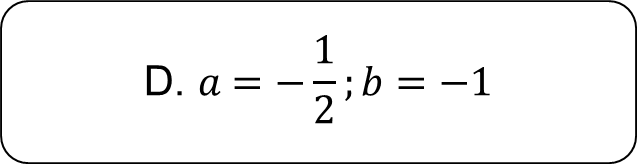 D. a = −1/2; b = −1